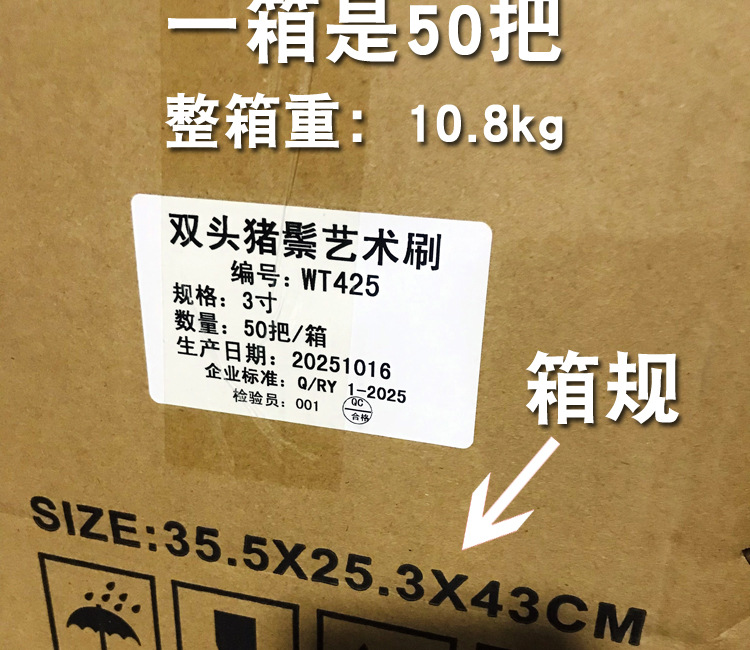 一箱是50把
整箱重: 10.8kg
双头猪鬃艺术刷
编号: WT425
规格: 3寸
数量: 50把/箱
生产日期: 20251016
企业标准: Q/RY 1-2025
检验员: 001
QC
合格
箱规
SIZE:35.5X25.3X43CM